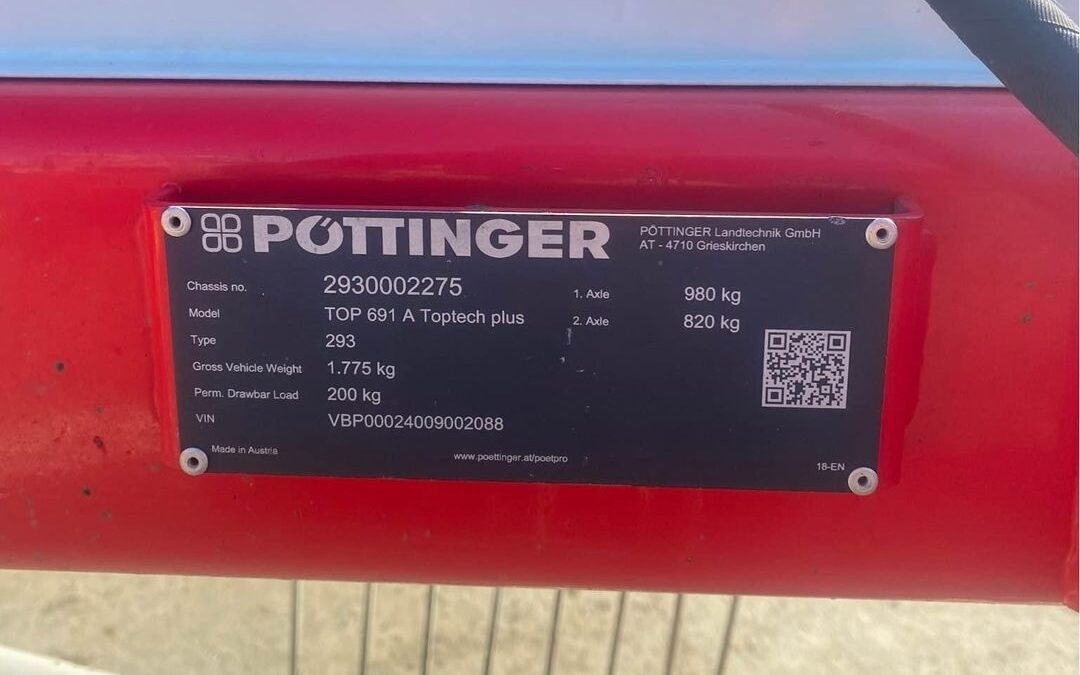 PÖTTINGER
PÖTTINGER Landtechnik GmbH
AT - 4710 Grieskirchen
Chassis no. 2930002275 1. Axle 980 kg
Model TOP 691 A Toptech plus 2. Axle 820 kg
Type 293
Gross Vehicle Weight 1.775 kg
Perm. Drawbar Load 200 kg
VIN VBP00024009002088
Made in Austria www.poettinger.at/poetpro 18-EN